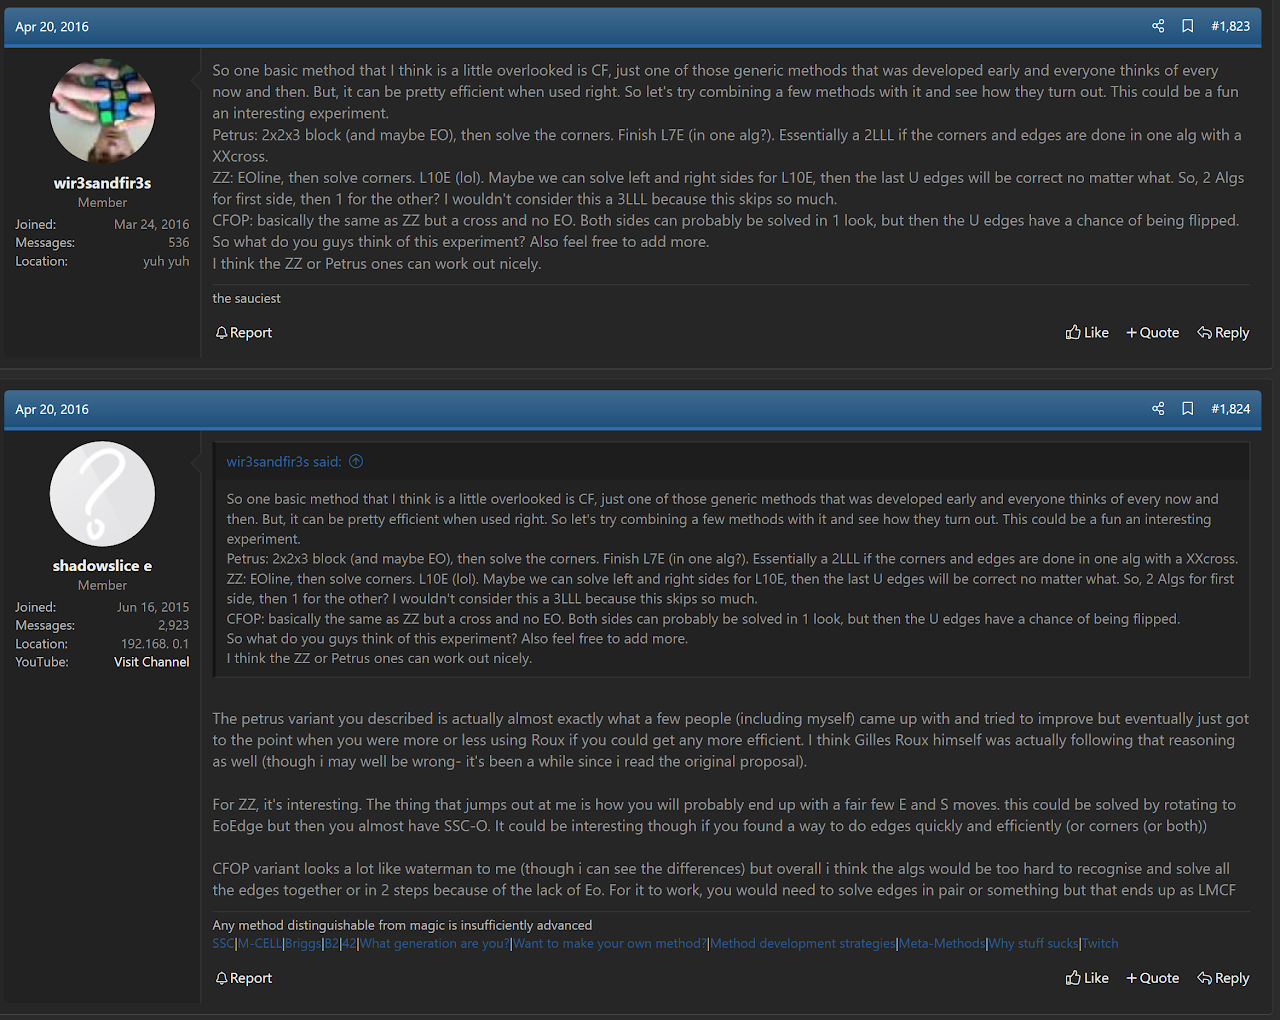 Apr 20, 2016
#1,823
wir3sandfir3s
Member
Joined: Mar 24, 2016
Messages: 536
Location: yuh yuh
So one basic method that I think is a little overlooked is CF, just one of those generic methods that was developed early and everyone thinks of every
now and then. But, it can be pretty efficient when used right. So let's try combining a few methods with it and see how they turn out. This could be a fun
an interesting experiment.
Petrus: 2x2x3 block (and maybe EO), then solve the corners. Finish L7E (in one alg?). Essentially a 2LLL if the corners and edges are done in one alg with a
XXcross.
ZZ: EOline, then solve corners. L10E (lol). Maybe we can solve left and right sides for L10E, then the last U edges will be correct no matter what. So, 2 Algs
for first side, then 1 for the other? I wouldn't consider this a 3LLL because this skips so much.
CFOP: basically the same as ZZ but a cross and no EO. Both sides can probably be solved in 1 look, but then the U edges have a chance of being flipped.
So what do you guys think of this experiment? Also feel free to add more.
I think the ZZ or Petrus ones can work out nicely.
the sauciest
Report
Like
+ Quote
Reply
Apr 20, 2016
#1,824
shadowslice e
Member
Joined: Jun 16, 2015
Messages: 2,923
Location: 192.168. 0.1
YouTube: Visit Channel
wir3sandfir3s said:
So one basic method that I think is a little overlooked is CF, just one of those generic methods that was developed early and everyone thinks of every now and
then. But, it can be pretty efficient when used right. So let's try combining a few methods with it and see how they turn out. This could be a fun an interesting
experiment.
Petrus: 2x2x3 block (and maybe EO), then solve the corners. Finish L7E (in one alg?). Essentially a 2LLL if the corners and edges are done in one alg with a XXcross.
ZZ: EOline, then solve corners. L10E (lol). Maybe we can solve left and right sides for L10E, then the last U edges will be correct no matter what. So, 2 Algs for first
side, then 1 for the other? I wouldn't consider this a 3LLL because this skips so much.
CFOP: basically the same as ZZ but a cross and no EO. Both sides can probably be solved in 1 look, but then the U edges have a chance of being flipped.
So what do you guys think of this experiment? Also feel free to add more.
I think the ZZ or Petrus ones can work out nicely.
The petrus variant you described is actually almost exactly what a few people (including myself) came up with and tried to improve but eventually just got
to the point when you were more or less using Roux if you could get any more efficient. I think Gilles Roux himself was actually following that reasoning
as well (though i may well be wrong- it's been a while since i read the original proposal).
For ZZ, it's interesting. The thing that jumps out at me is how you will probably end up with a fair few E and S moves. this could be solved by rotating to
EoEdge but then you almost have SSC-O. It could be interesting though if you found a way to do edges quickly and efficiently (or corners (or both))
CFOP variant looks a lot like waterman to me (though i can see the differences) but overall i think the algs would be too hard to recognise and solve all
the edges together or in 2 steps because of the lack of Eo. For it to work, you would need to solve edges in pair or something but that ends up as LMCF
Any method distinguishable from magic is insufficiently advanced
SSC|M-CELL|Briggs|B2|42|What generation are you?|Want to make your own method?|Method development strategies|Meta-Methods|Why stuff sucks|Twitch
Report
Like
+ Quote
Reply